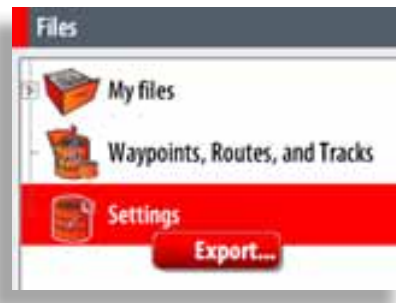 Files
My files
Waypoints, Routes, and Tracks
Settings
Export...